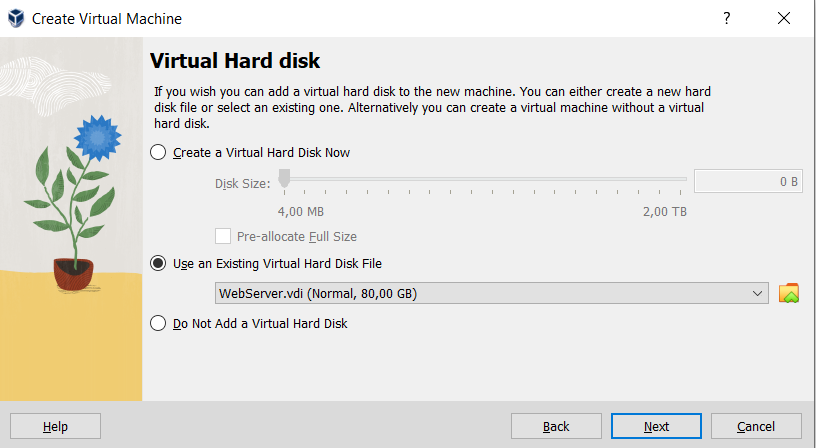 Create Virtual Machine
?
Virtual Hard disk
If you wish you can add a virtual hard disk to the new machine. You can either create a new hard
disk file or select an existing one. Alternatively you can create a virtual machine without a virtual
hard disk.
Create a Virtual Hard Disk Now
Disk Size:
0 B
4,00 MB
2,00 TB
Pre-allocate Full Size
Use an Existing Virtual Hard Disk File
WebServer.vdi (Normal, 80,00 GB)
Do Not Add a Virtual Hard Disk
Help
Back
Next
Cancel